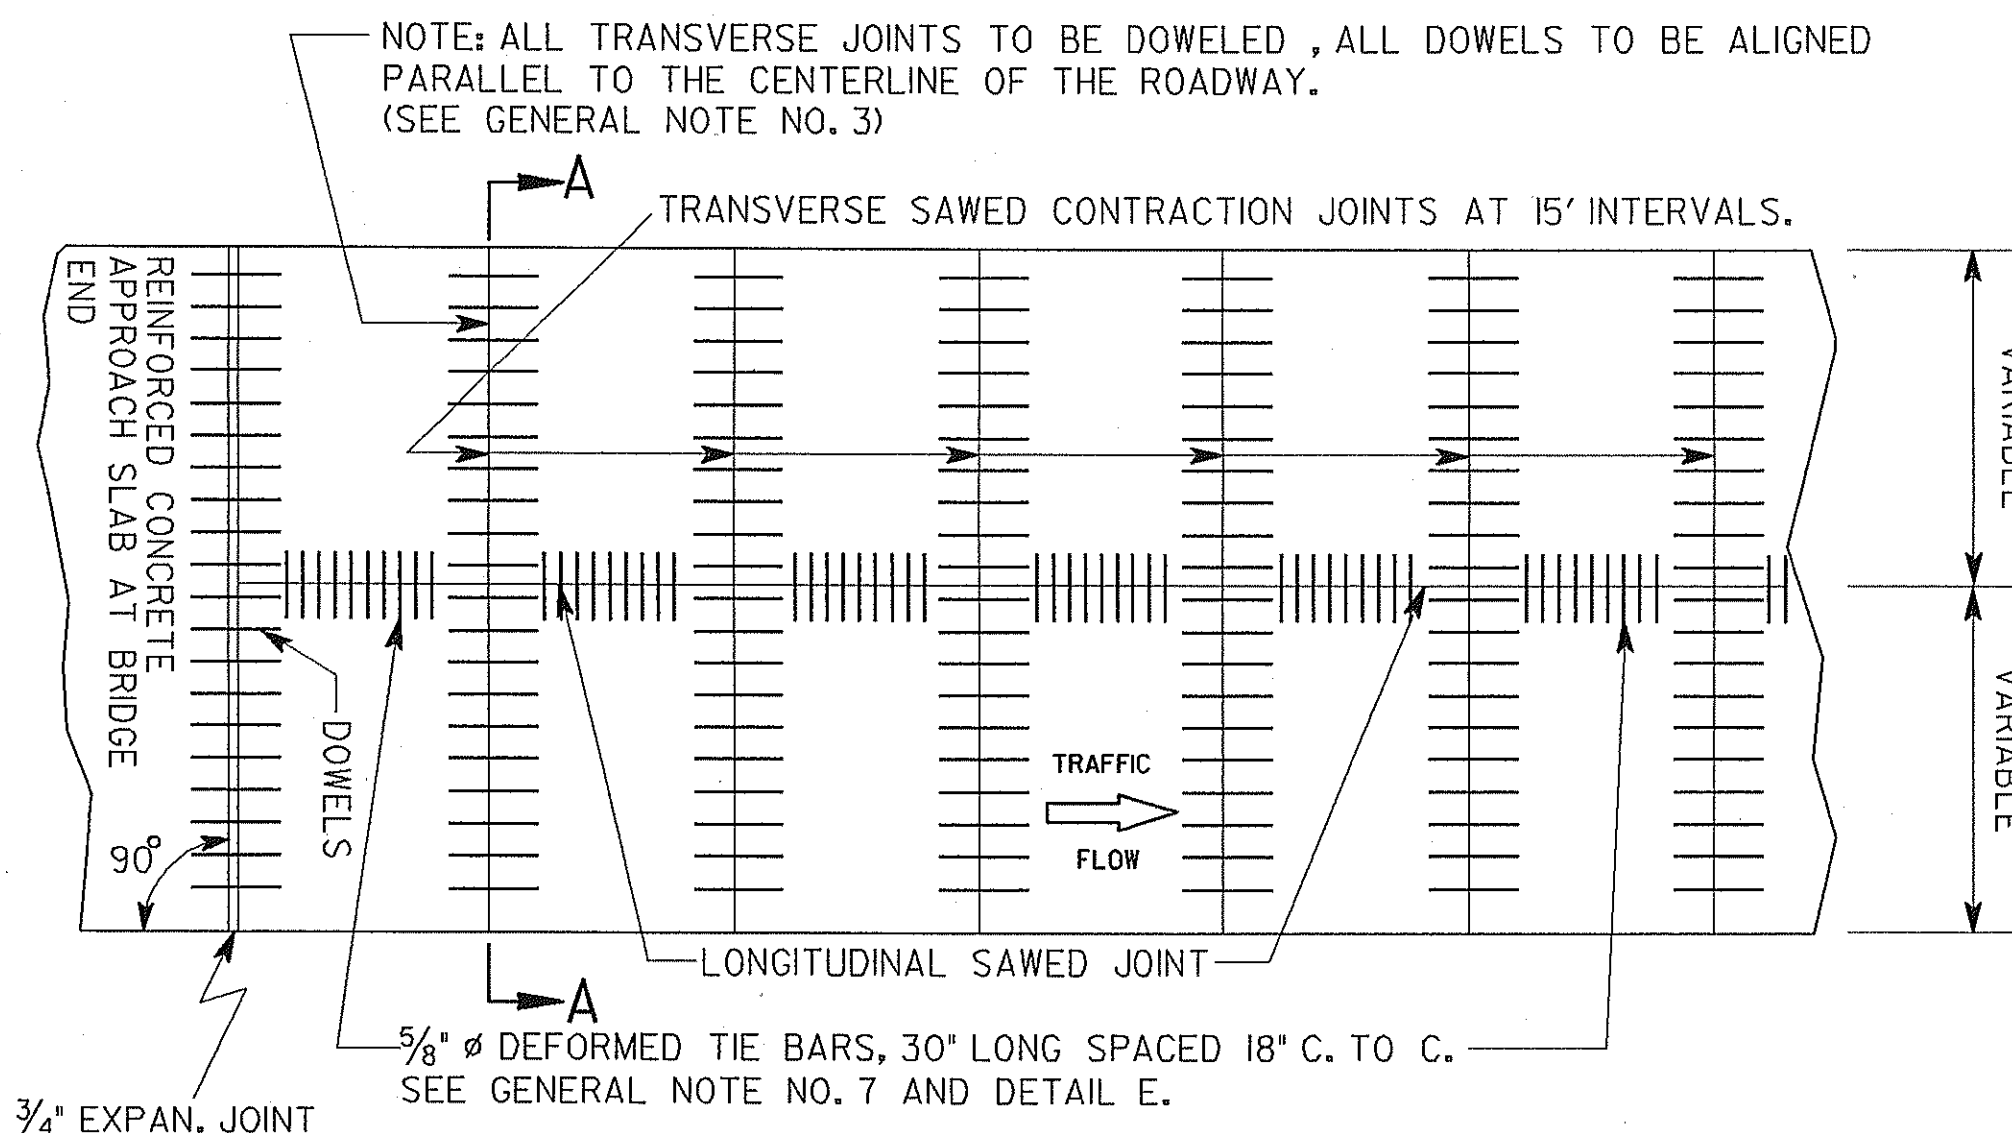 NOTE: ALL TRANSVERSE JOINTS TO BE DOWELED , ALL DOWELS TO BE ALIGNED
PARALLEL TO THE CENTERLINE OF THE ROADWAY.
(SEE GENERAL NOTE NO. 3)
A
TRANSVERSE SAWED CONTRACTION JOINTS AT 15' INTERVALS.
REINFORCED CONCRETE
APPROACH SLAB AT BRIDGE
END
VARIABLE
VARIABLE
DOWELS
TRAFFIC
FLOW
90°
LONGITUDINAL SAWED JOINT
A
5/8" ø DEFORMED TIE BARS, 30" LONG SPACED 18" C. TO C.
SEE GENERAL NOTE NO. 7 AND DETAIL E.
3/4" EXPAN. JOINT